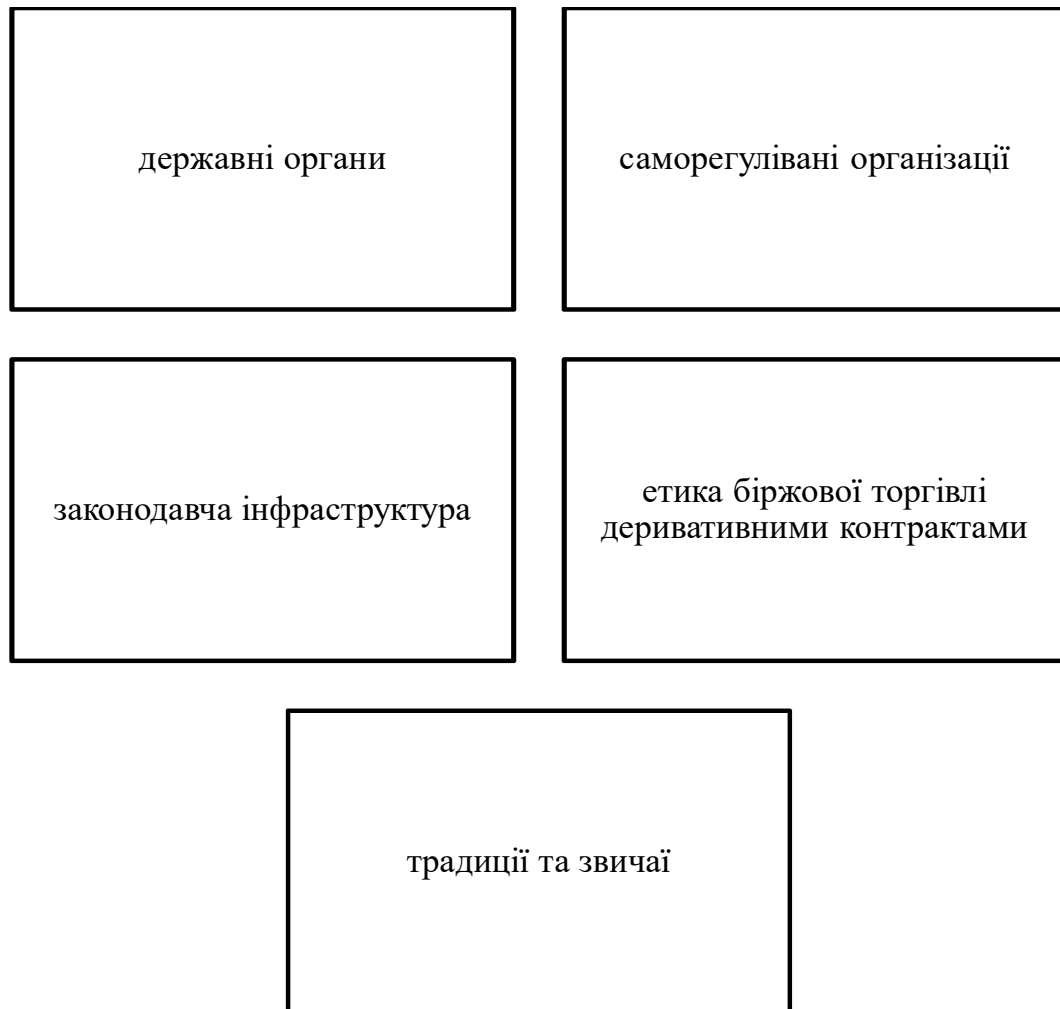 державні органи
саморегулівані організації
законодавча інфраструктура
етика біржової торгівлі
деривативними контрактами
традиції та звичаї